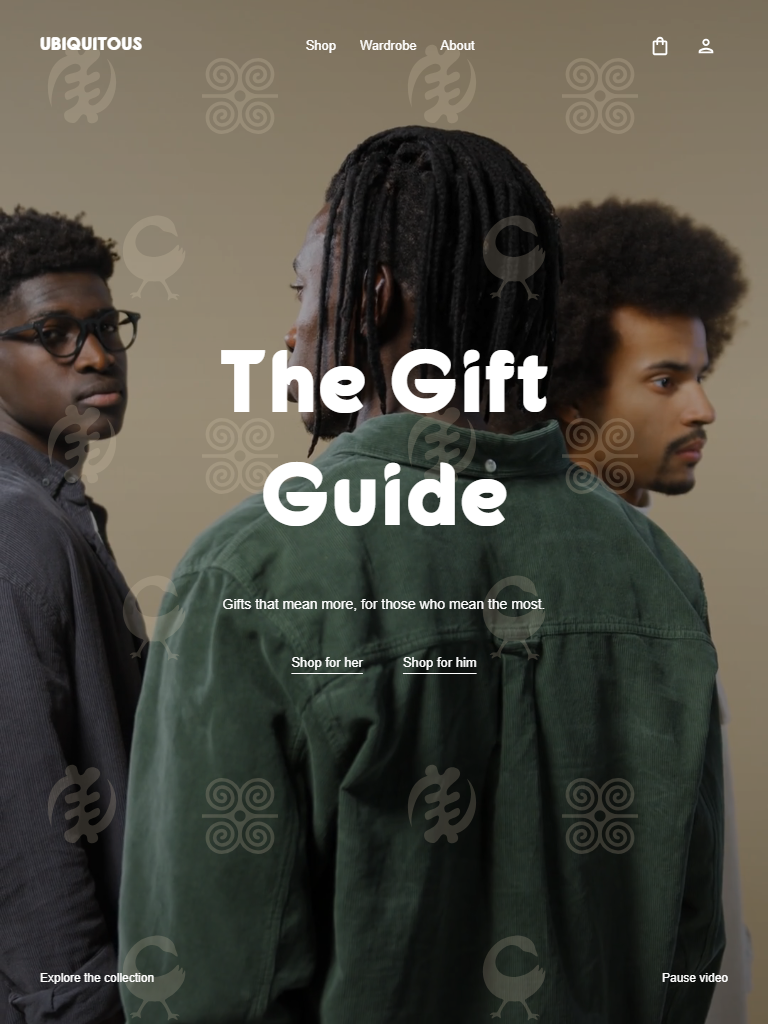 UBIQUITOUS
Shop
Wardrobe
About
The Gift
Guide
Gifts that mean more, for those who mean the most.
Shop for her
Shop for him
Explore the collection
Pause video